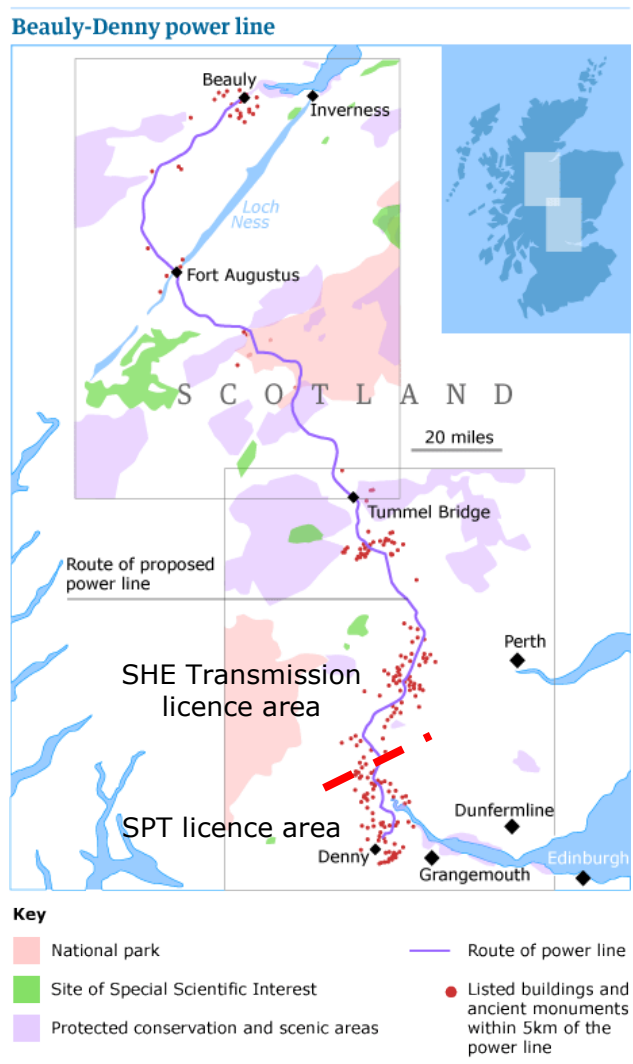 Beauly-Denny power line
Beauly
Inverness
Loch
Ness
Fort Augustus
SCOTLAND
20 miles
Tummel Bridge
Route of proposed
power line
Perth
SHE Transmission
licence area
SPT licence area
Dunfermline
Denny
Grangemouth
Edinburgh
Key
National park
Site of Special Scientific Interest
Protected conservation and scenic areas
Route of power line
Listed buildings and
ancient monuments
within 5km of the
power line